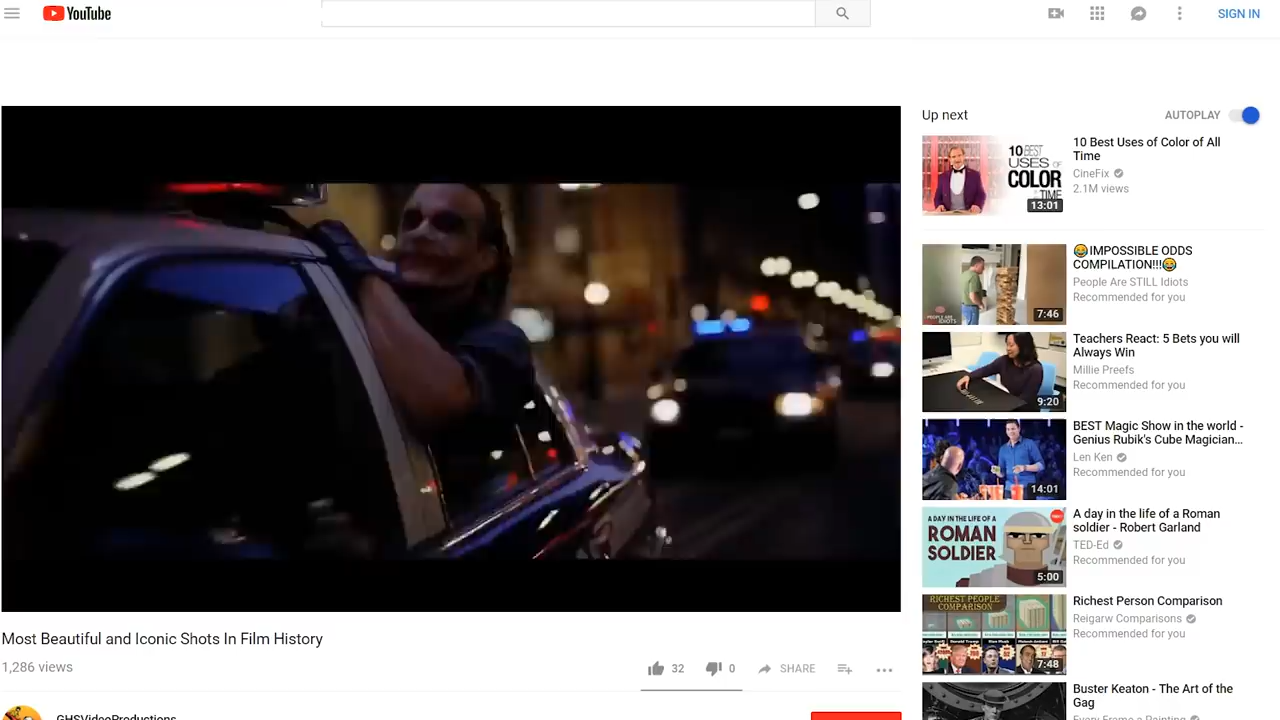 YouTube
SIGN IN
Up next
AUTOPLAY
10 BEST
USES OF
COLOR OF
TIME
13:01
10 Best Uses of Color of All
Time
CineFix
2.1M views
7:46
😂IMPOSSIBLE ODDS
COMPILATION!!!😂
People Are STILL Idiots
Recommended for you
9:20
Teachers React: 5 Bets you will
Always Win
Millie Preefs
Recommended for you
14:01
BEST Magic Show in the world -
Genius Rubik's Cube Magician...
Len Ken
Recommended for you
A DAY IN THE LIFE OF A
ROMAN
SOLDIER
5:00
A day in the life of a Roman
soldier - Robert Garland
TED-Ed
Recommended for you
RICHEST PEOPLE
COMPARISON
7:48
Richest Person Comparison
Reigarw Comparisons
Recommended for you
Buster Keaton - The Art of the
Gag
Every Frame a Painting
Most Beautiful and Iconic Shots In Film History
1,286 views
32
0
SHARE
GHSVideoProductions